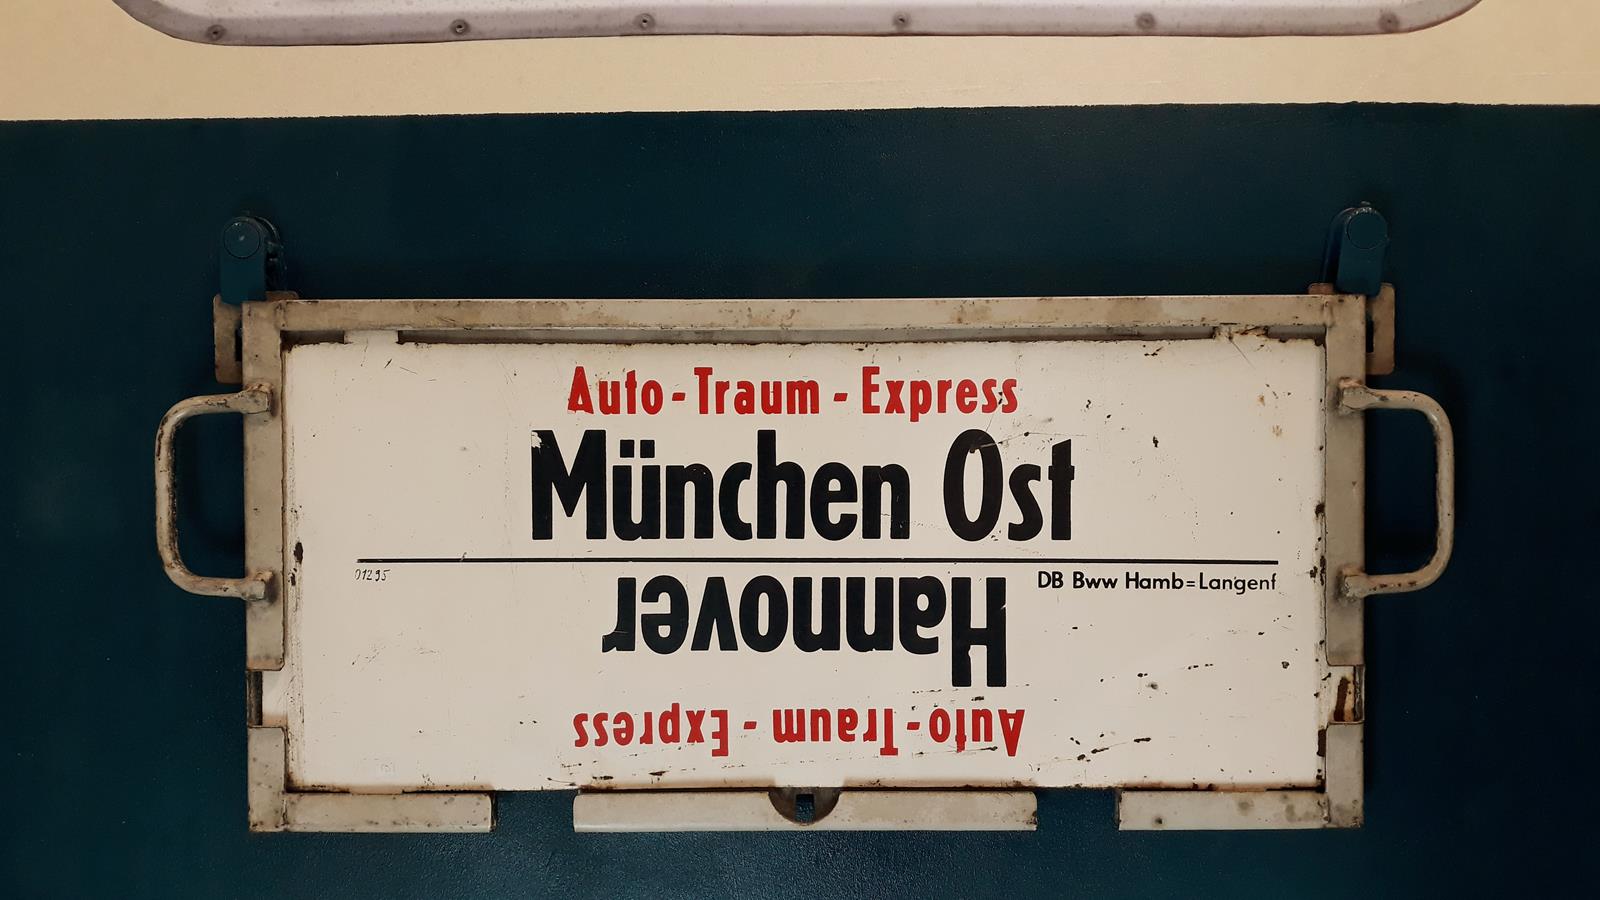 Auto-Traum-Express
München Ost
01295
DB Bww Hamb=Langenf
Hannover
Auto-Traum-Express